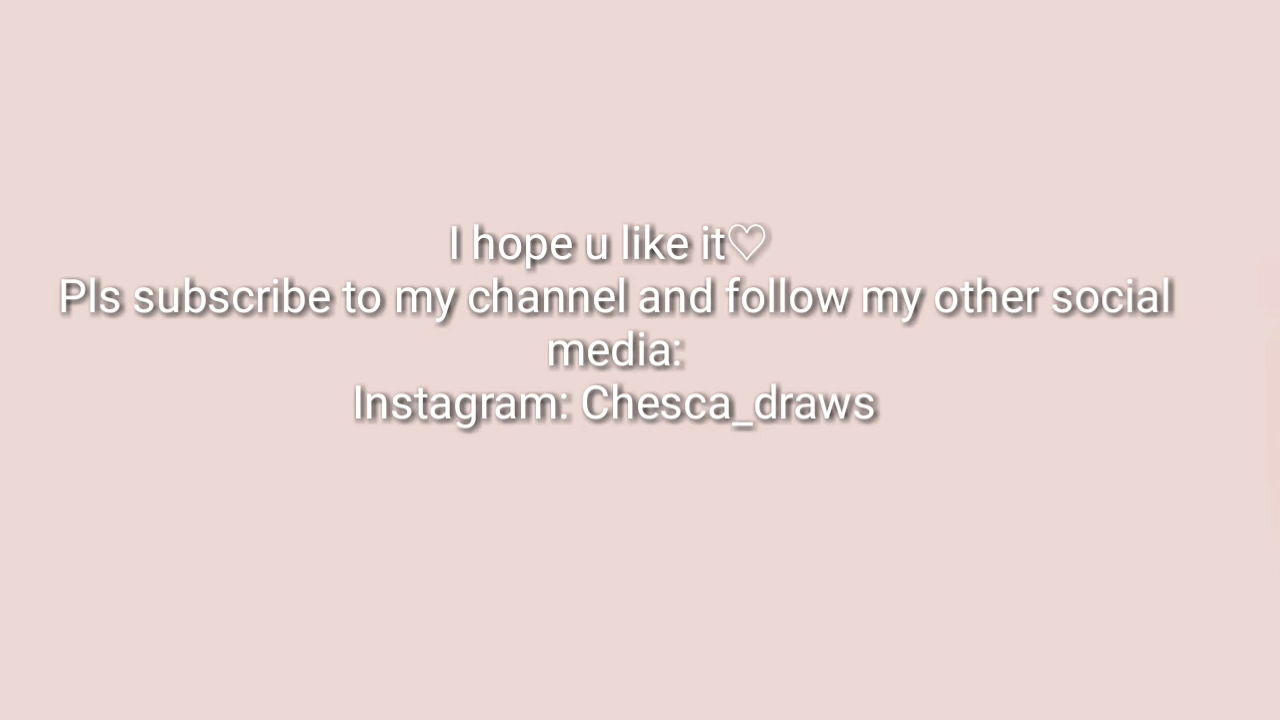 I hope u like it♡
Pls subscribe to my channel and follow my other social
media:
Instagram: Chesca_draws